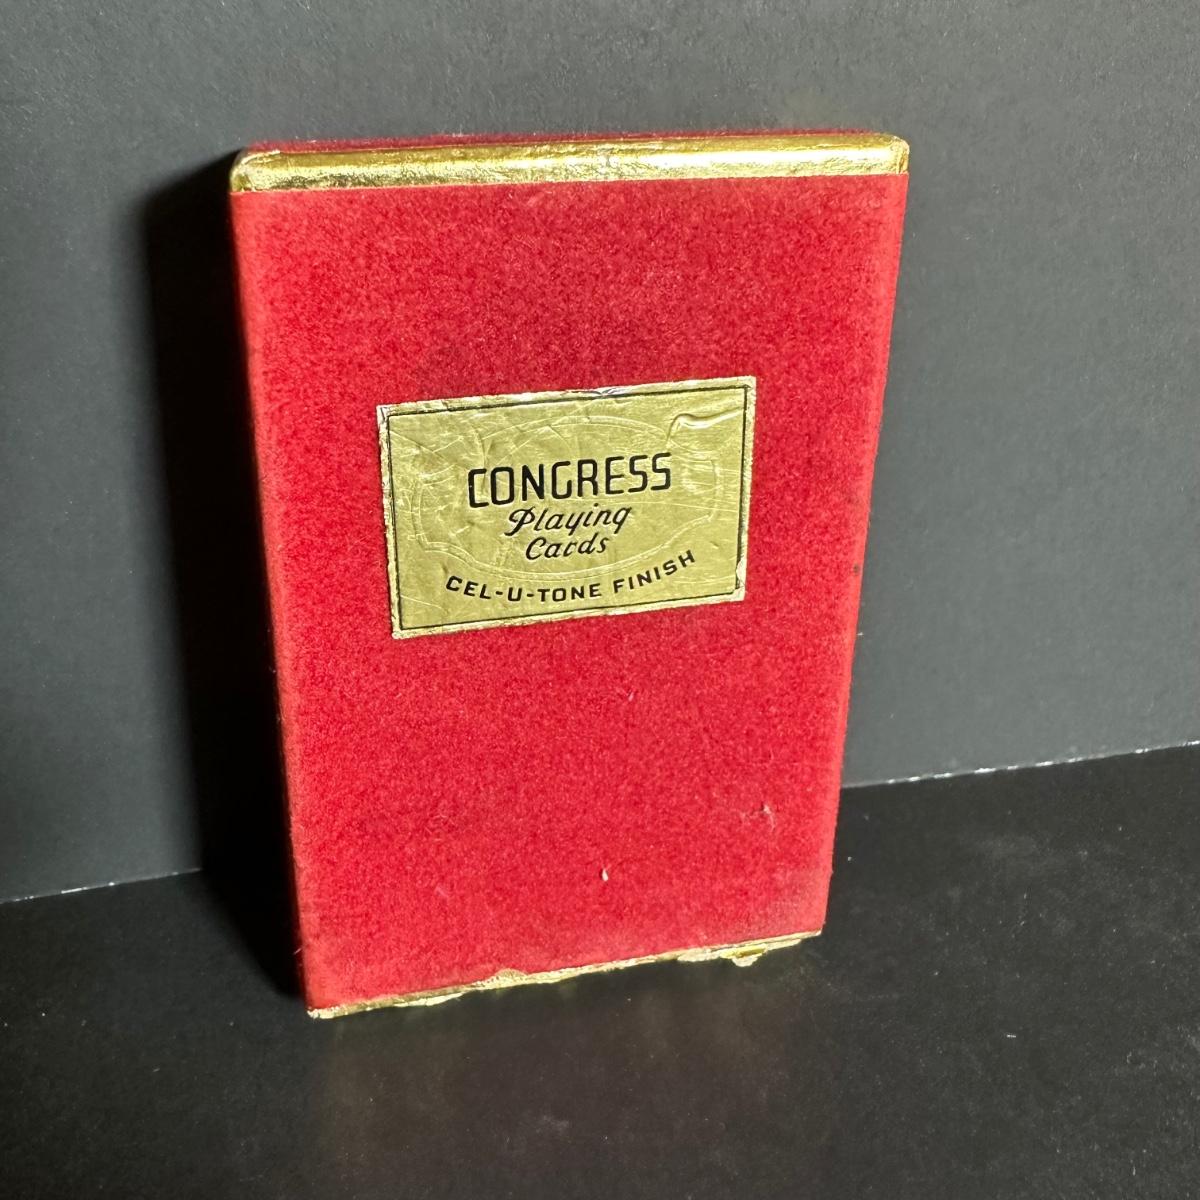 CONGRESS
Playing
Cards
CEL-U-TONE FINISH